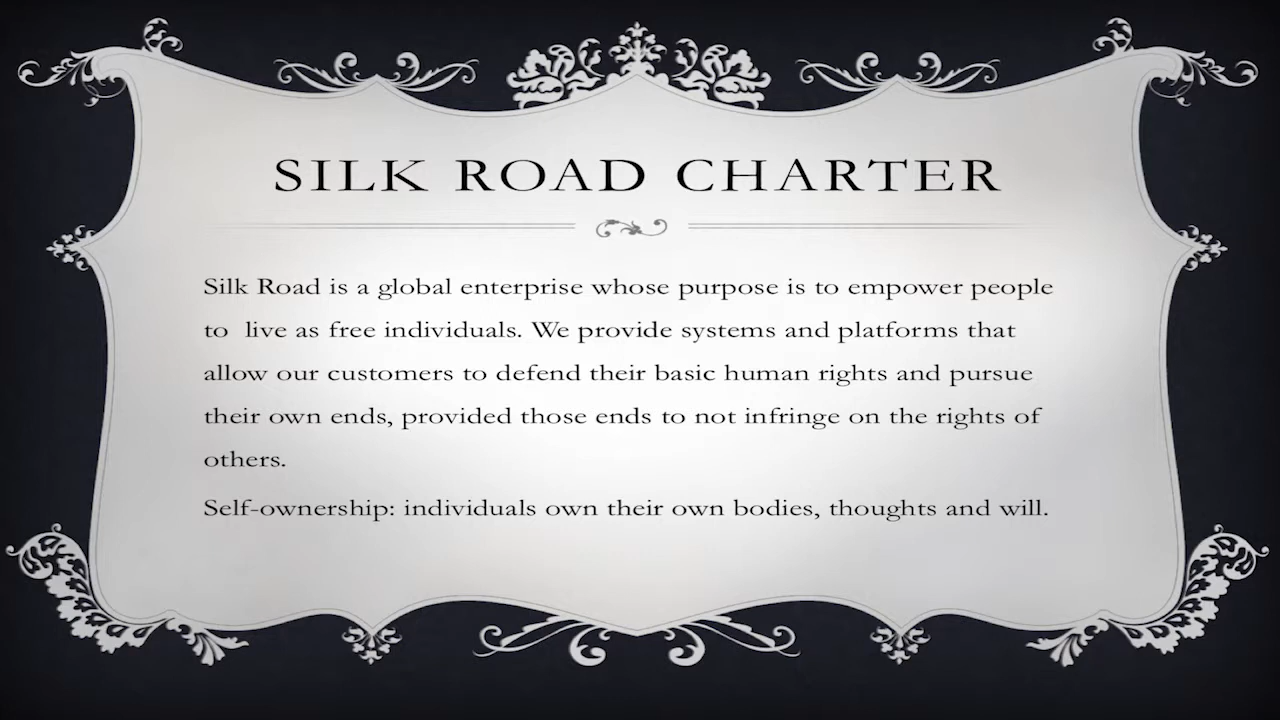 SILK ROAD CHARTER
Silk Road is a global enterprise whose purpose is to empower people
to  live as free individuals. We provide systems and platforms that
allow our customers to defend their basic human rights and pursue
their own ends, provided those ends to not infringe on the rights of
others.
Self-ownership: individuals own their own bodies, thoughts and will.